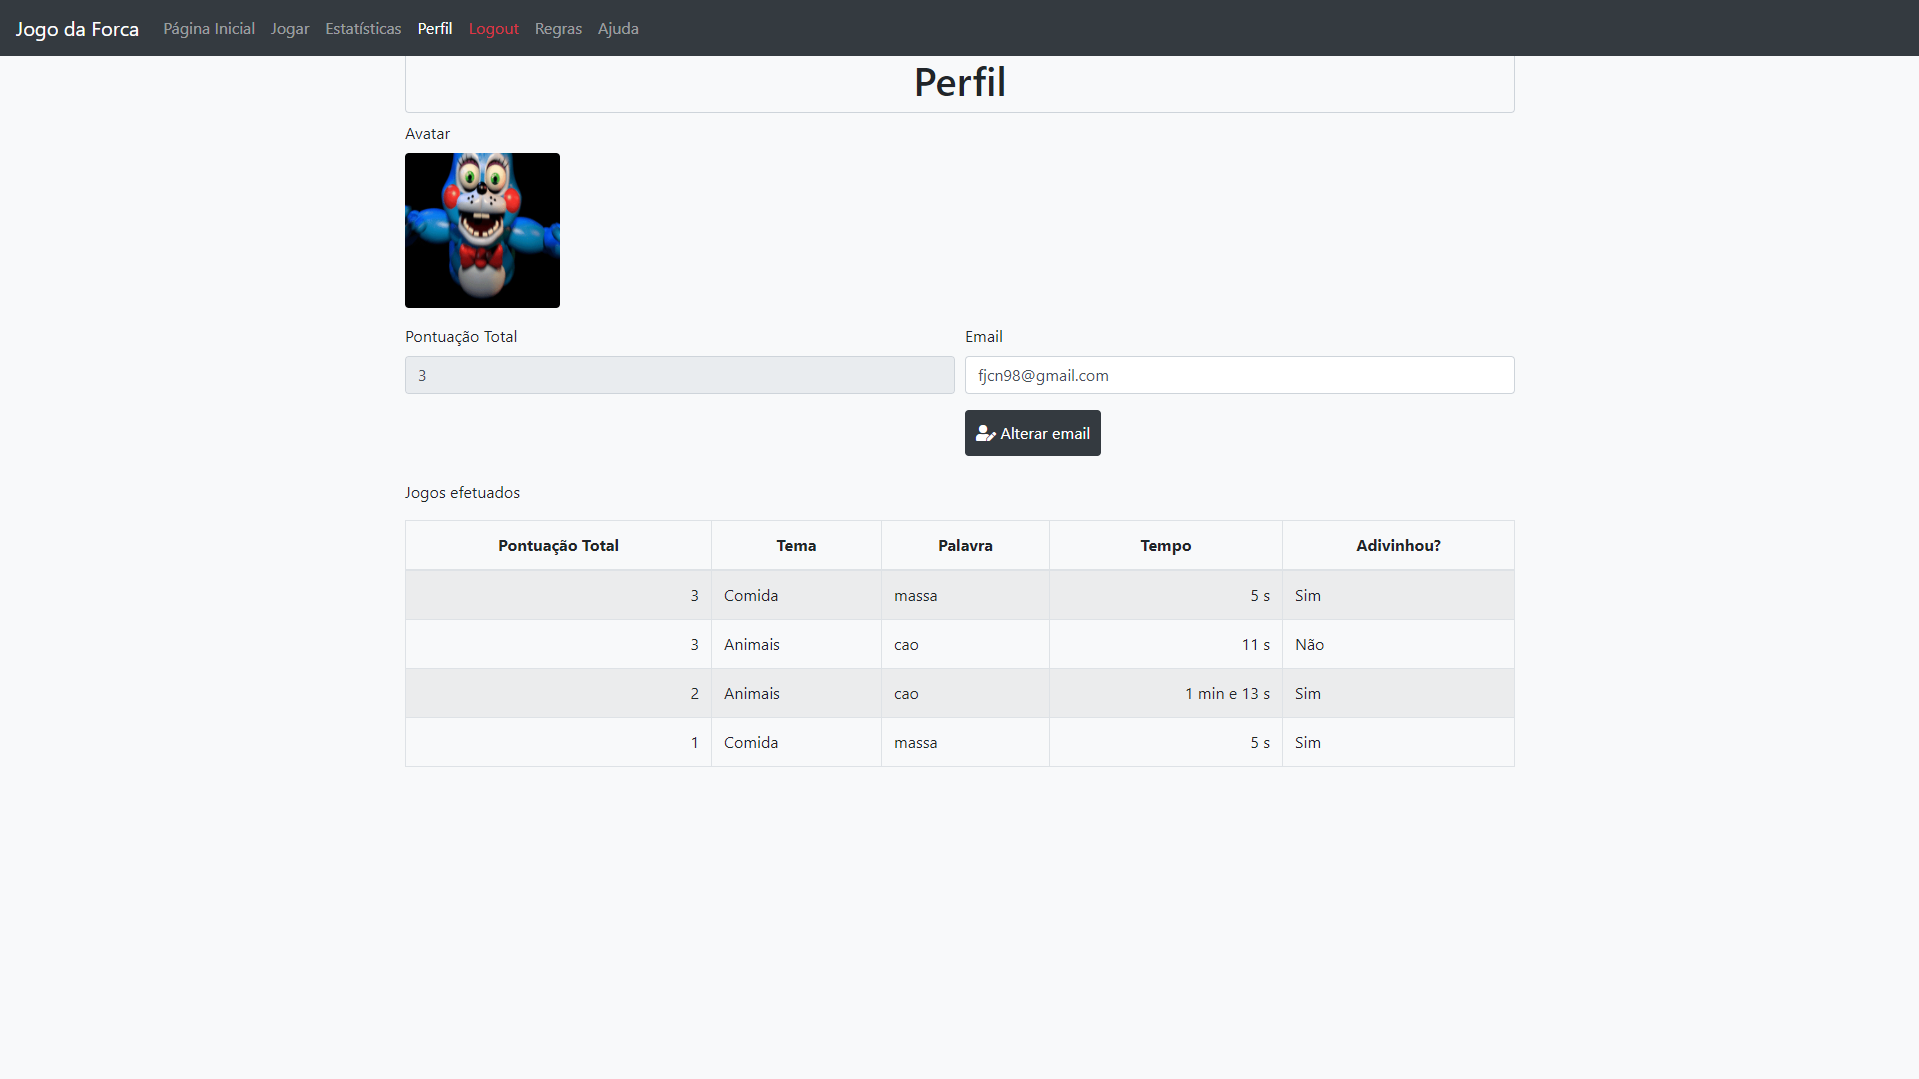 Jogo da Forca Página Inicial Jogar Estatísticas Perfil Logout Regras Ajuda
Perfil
Avatar
Pontuação Total Email
3 fjcn98@gmail.com
Alterar email
Jogos efetuados
Pontuação Total Tema Palavra Tempo Adivinhou?
3 Comida massa 5 s Sim
3 Animais cao 11 s Não
2 Animais cao 1 min e 13 s Sim
1 Comida massa 5 s Sim